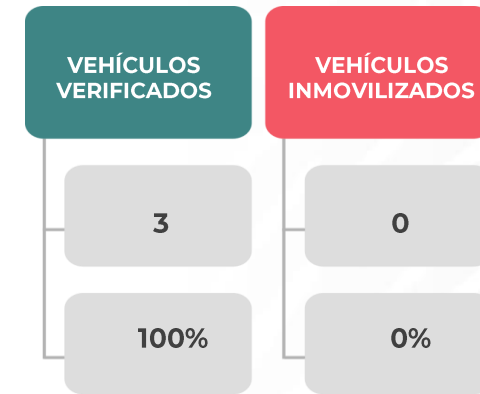 VEHÍCULOS
VERIFICADOS
3
100%
VEHÍCULOS
INMOVILIZADOS
0
0%